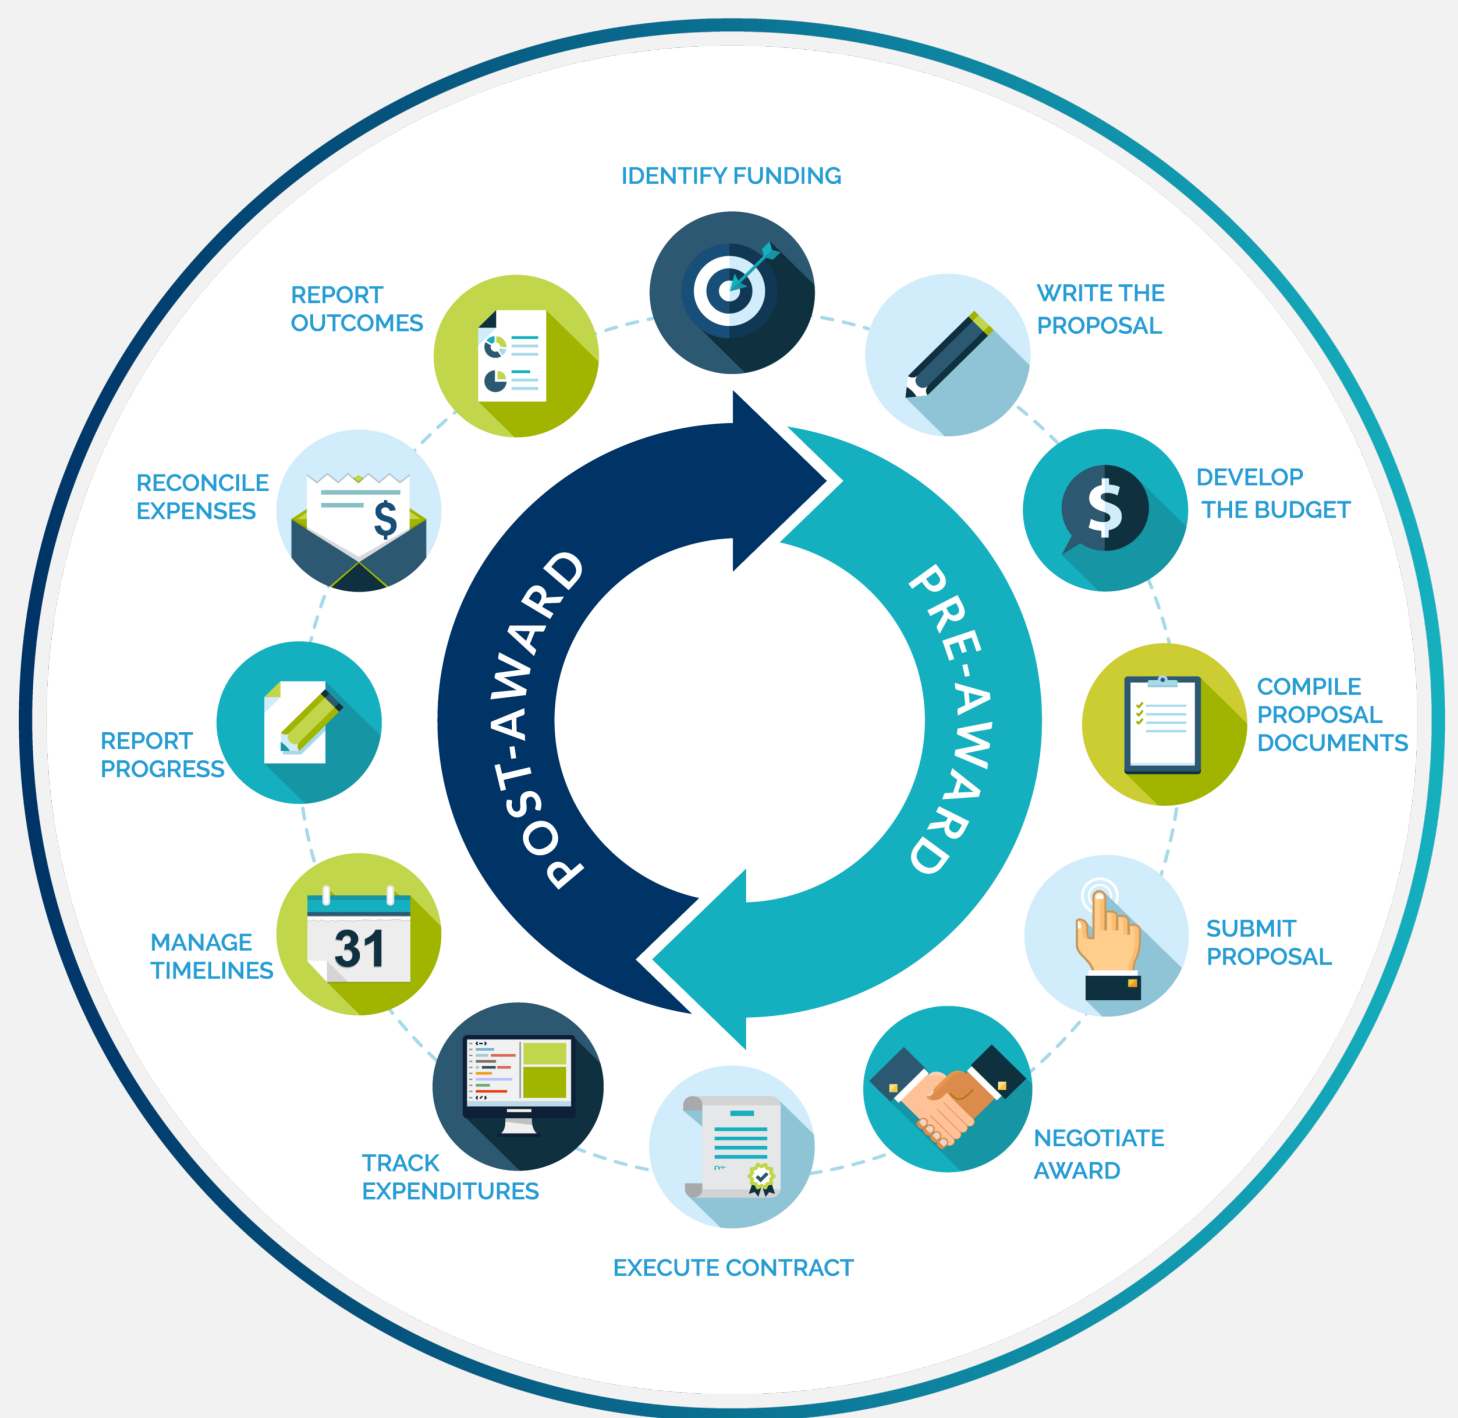 IDENTIFY FUNDING
WRITE THE
PROPOSAL
DEVELOP
THE BUDGET
COMPILE
PROPOSAL
DOCUMENTS
SUBMIT
PROPOSAL
NEGOTIATE
AWARD
EXECUTE CONTRACT
TRACK
EXPENDITURES
MANAGE
TIMELINES
REPORT
PROGRESS
RECONCILE
EXPENSES
REPORT
OUTCOMES
PRE-AWARD
POST-AWARD
$
$
31